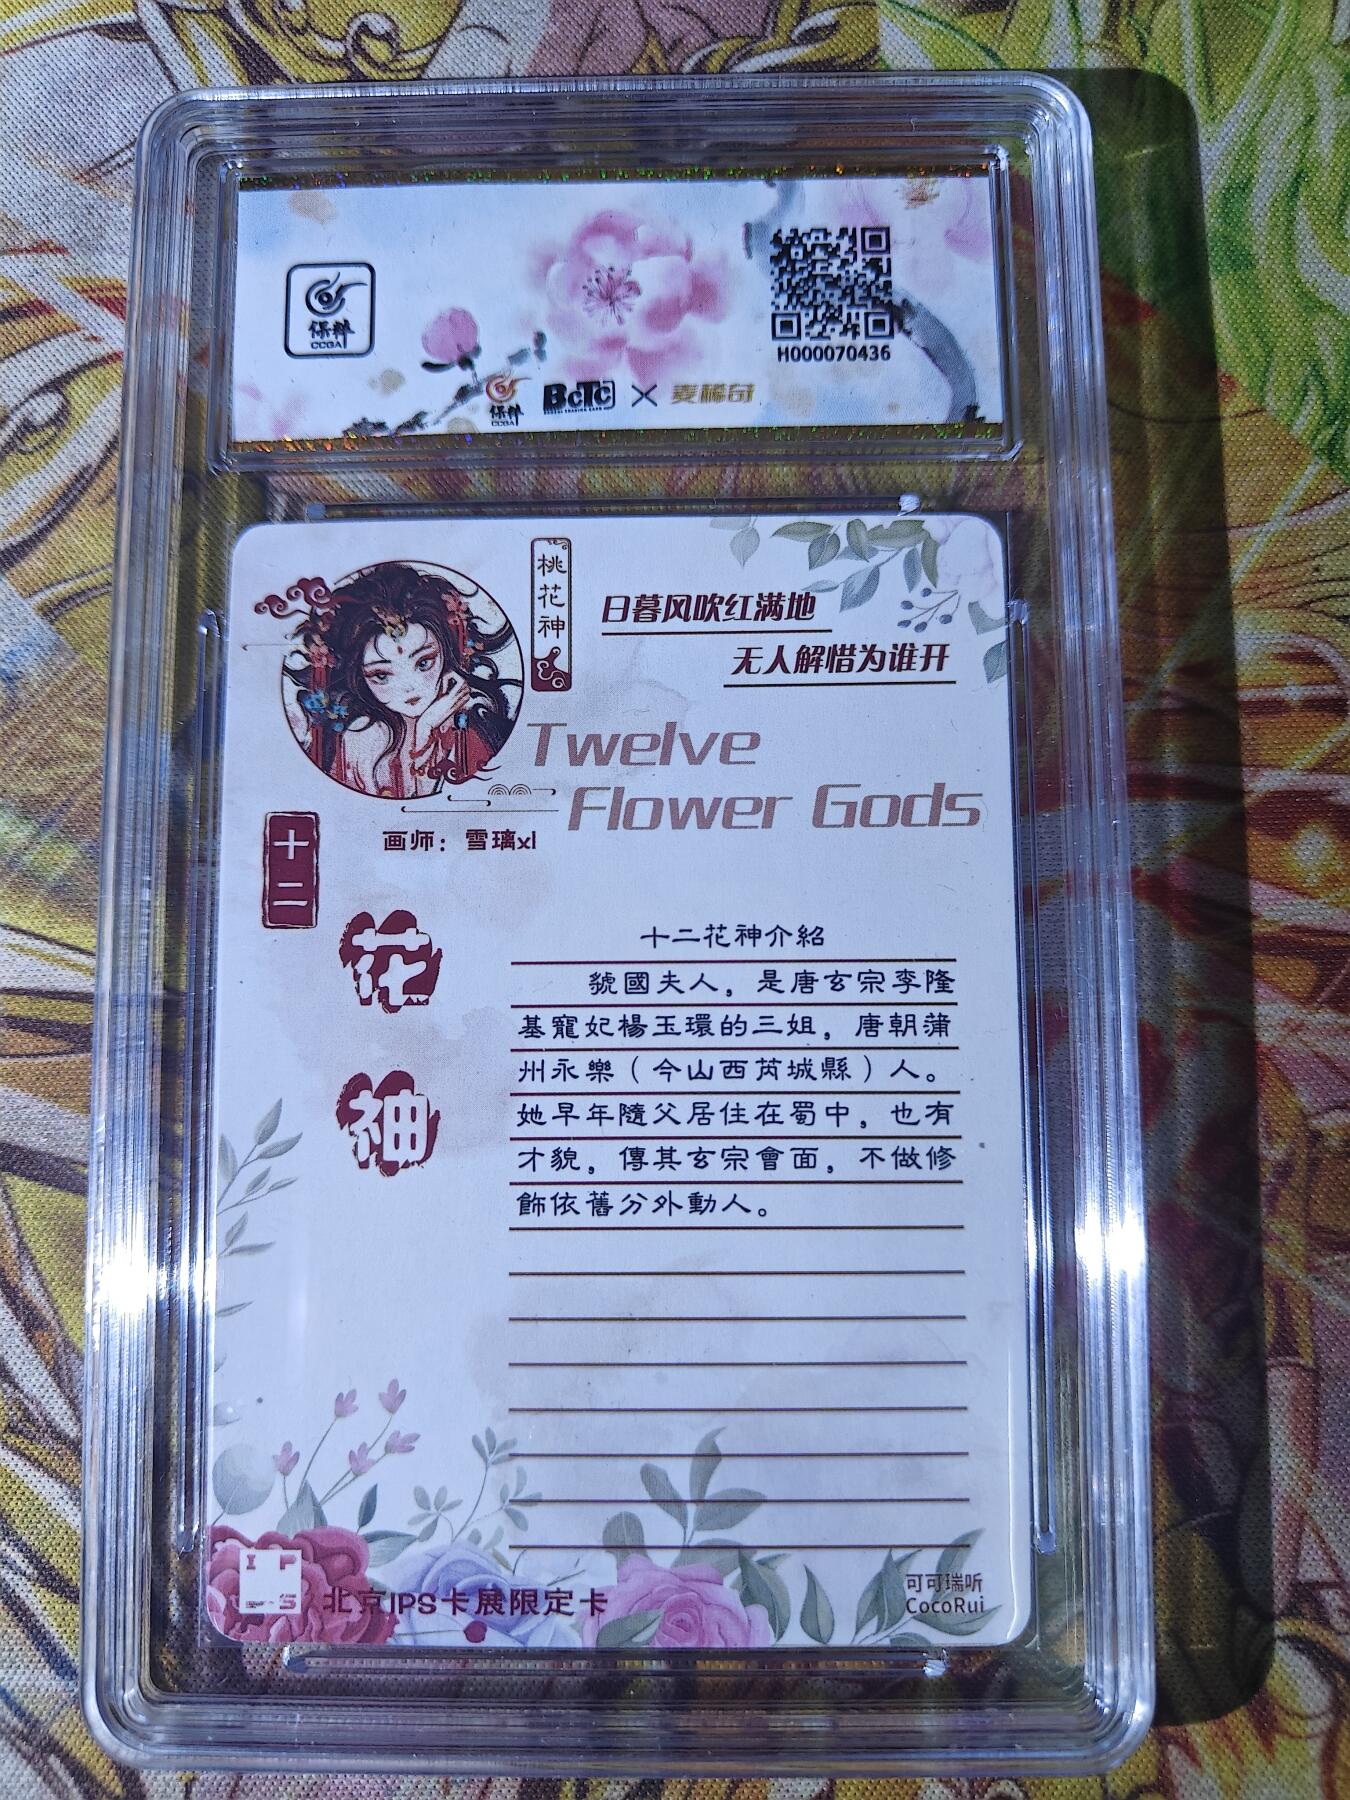 保粹
CCGA
H000070436
保粹
CCGA
BCTC × 麦稀奇
桃花神
日暮风吹红满地
无人解惜为谁开
Twelve
Flower Gods
画师：雪璃xl
十二
花
神
十二花神介紹
虢國夫人，是唐玄宗李隆
基寵妃楊玉環的三姐，唐朝蒲
州永樂（今山西芮城縣）人。
她早年隨父居住在蜀中，也有
才貌，傳其玄宗會面，不做修
飾依舊分外動人。
IPS
北京IPS卡展限定卡
可可瑞听
CocoRui